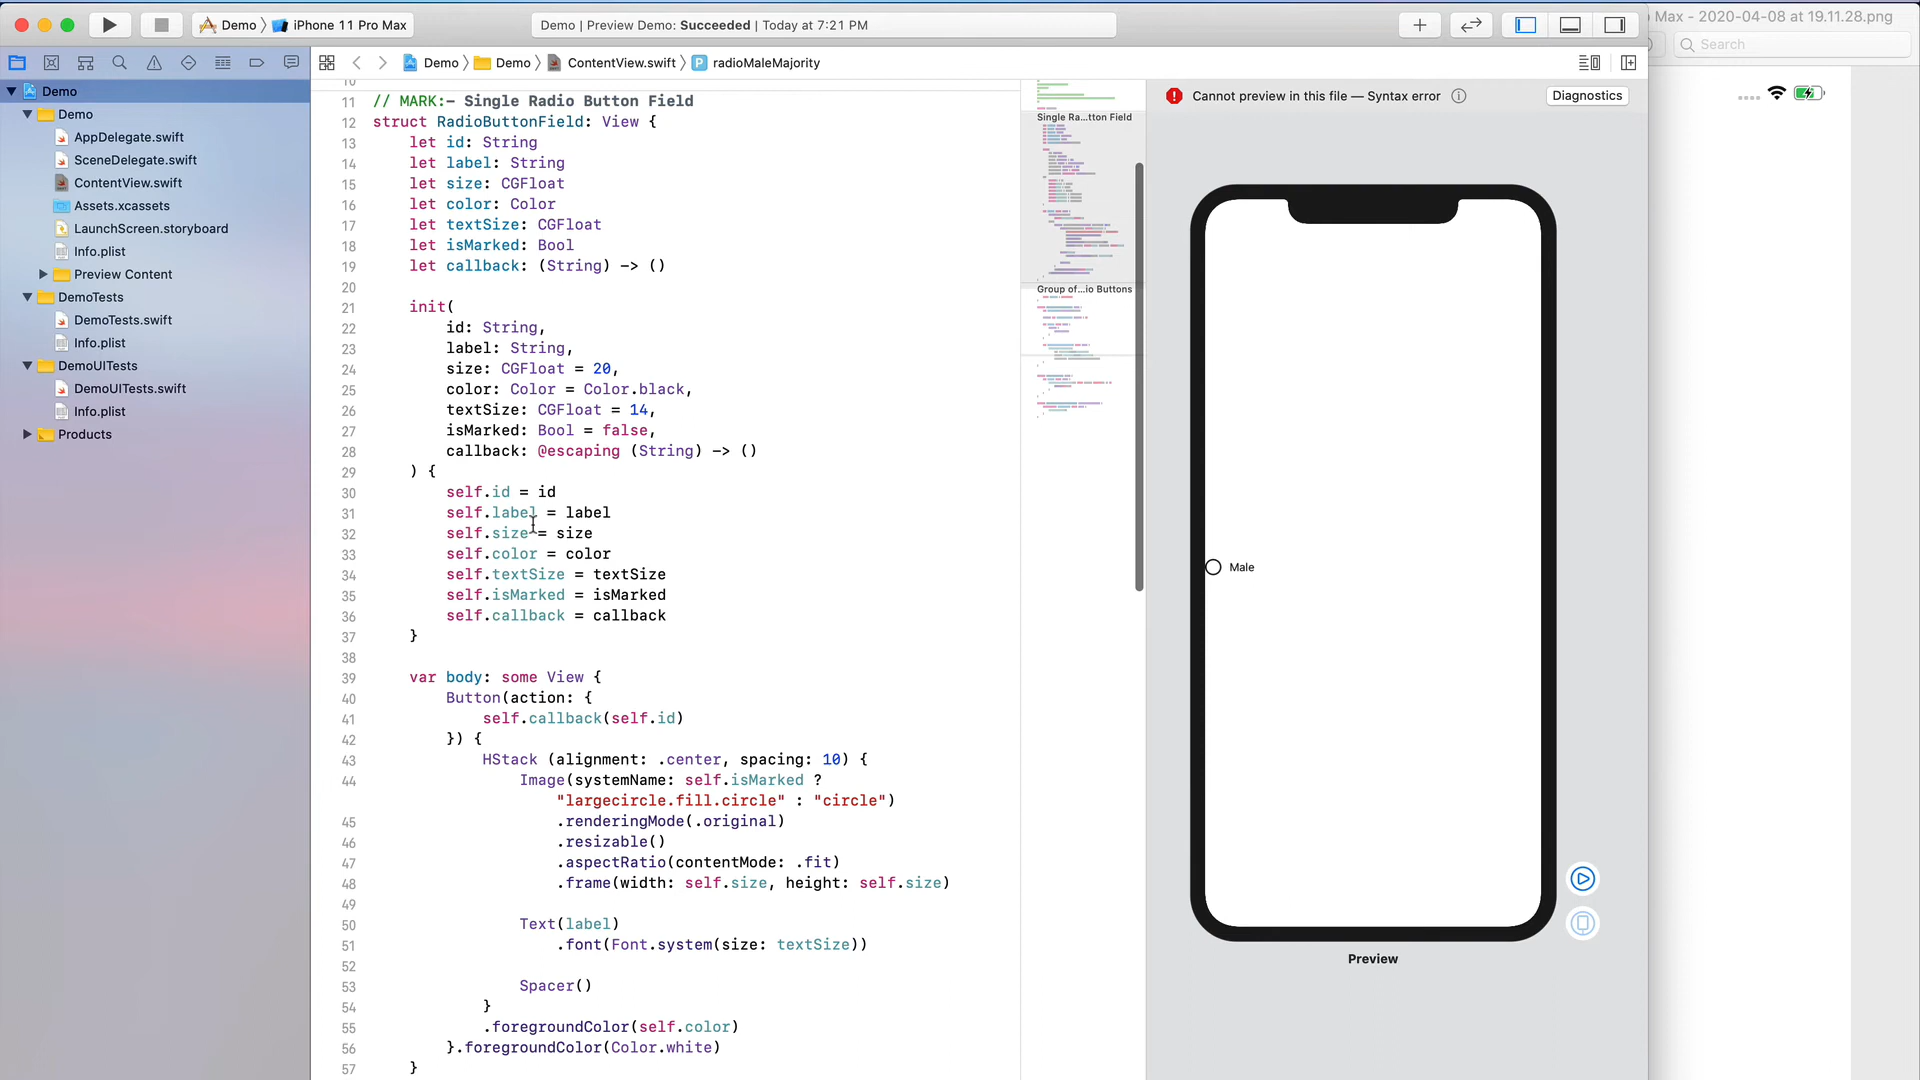 Demo
iPhone 11 Pro Max
Demo | Preview Demo: Succeeded | Today at 7:21 PM
Max - 2020-04-08 at 19.11.28.png
Search
Demo
Demo
ContentView.swift
P
radioMaleMajority
Demo
Demo
AppDelegate.swift
SceneDelegate.swift
ContentView.swift
Assets.xcassets
LaunchScreen.storyboard
Info.plist
Preview Content
DemoTests
DemoTests.swift
Info.plist
DemoUITests
DemoUITests.swift
Info.plist
Products
10
11 // MARK:- Single Radio Button Field
12 struct RadioButtonField: View {
13 let id: String
14 let label: String
15 let size: CGFloat
16 let color: Color
17 let textSize: CGFloat
18 let isMarked: Bool
19 let callback: (String) -> ()
20
21 init(
22 id: String,
23 label: String,
24 size: CGFloat = 20,
25 color: Color = Color.black,
26 textSize: CGFloat = 14,
27 isMarked: Bool = false,
28 callback: @escaping (String) -> ()
29 ) {
30 self.id = id
31 self.label = label
32 self.size = size
33 self.color = color
34 self.textSize = textSize
35 self.isMarked = isMarked
36 self.callback = callback
37 }
38
39 var body: some View {
40 Button(action: {
41 self.callback(self.id)
42 }) {
43 HStack (alignment: .center, spacing: 10) {
44 Image(systemName: self.isMarked ?
"largecircle.fill.circle" : "circle")
45 .renderingMode(.original)
46 .resizable()
47 .aspectRatio(contentMode: .fit)
48 .frame(width: self.size, height: self.size)
49
50 Text(label)
51 .font(Font.system(size: textSize))
52
53 Spacer()
54 }
55 .foregroundColor(self.color)
56 }.foregroundColor(Color.white)
57 }
Single Ra...tton Field
Group of...io Buttons
Cannot preview in this file — Syntax error
Diagnostics
Male
Preview